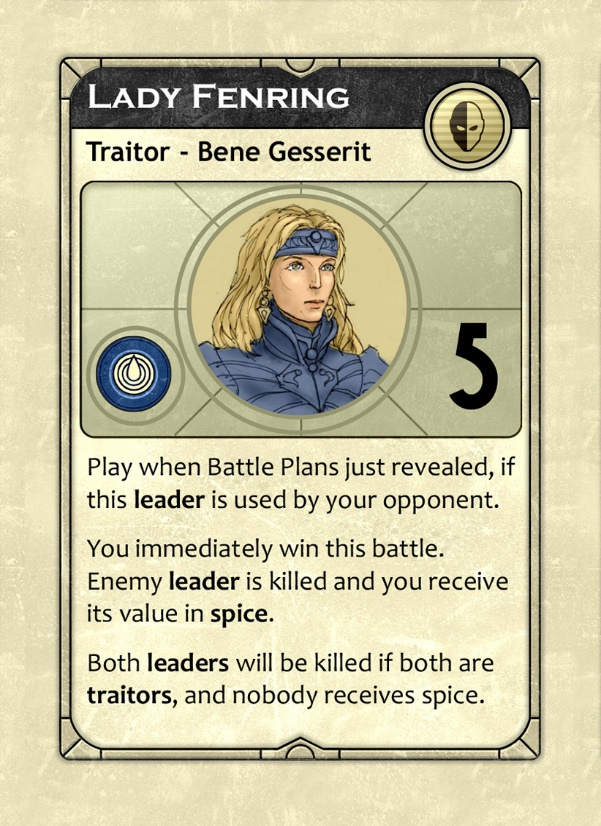 Lady Fenring
Traitor - Bene Gesserit
5
Play when Battle Plans just revealed, if
this leader is used by your opponent.
You immediately win this battle.
Enemy leader is killed and you receive
its value in spice.
Both leaders will be killed if both are
traitors, and nobody receives spice.